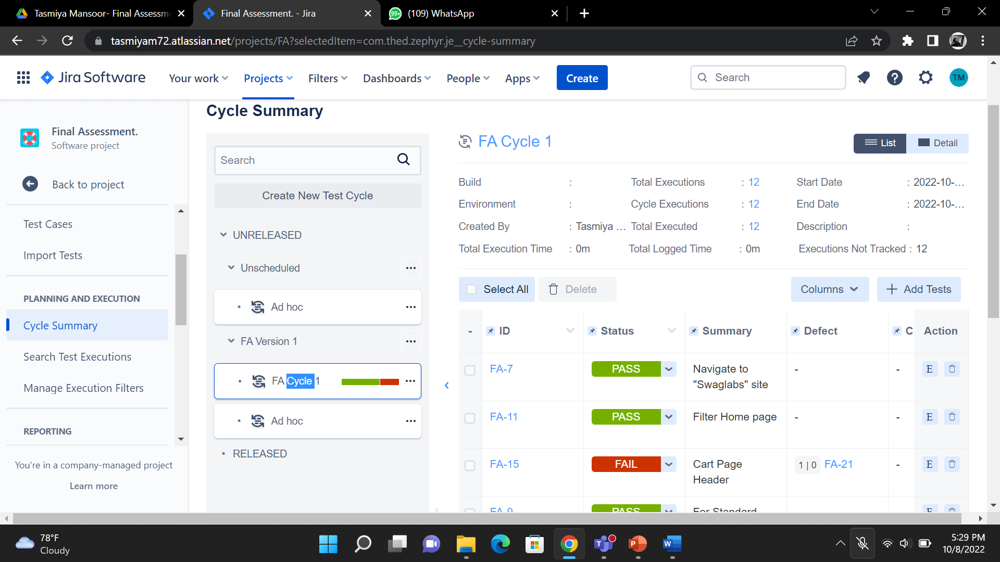 Tasmiya Mansoor- Final Assessm
Final Assessment. - Jira
99+
(109) WhatsApp
tasmiyam72.atlassian.net/projects/FA?selectedItem=com.thed.zephyr.je__cycle-summary
Jira Software
Your work
Projects
Filters
Dashboards
People
Apps
Create
Search
TM
Final Assessment.
Software project
Back to project
Test Cases
Import Tests
PLANNING AND EXECUTION
Cycle Summary
Search Test Executions
Manage Execution Filters
REPORTING
You're in a company-managed project
Learn more
Cycle Summary
Search
Create New Test Cycle
UNRELEASED
Unscheduled
Ad hoc
FA Version 1
FA Cycle 1
Ad hoc
RELEASED
FA Cycle 1
List
Detail
Build : Total Executions : 12 Start Date : 2022-10-...
Environment : Cycle Executions : 12 End Date : 2022-10-...
Created By : Tasmiya ... Total Executed : 12 Description :
Total Execution Time : 0m Total Logged Time : 0m Executions Not Tracked : 12
Select All
Delete
Columns
+ Add Tests
- ID Status Summary Defect C Action
FA-7 PASS Navigate to - - E
"Swaglabs" site
FA-11 PASS Filter Home page - - E
FA-15 FAIL Cart Page 1 | 0 FA-21 - E
Header
FA-9 PASS For Standard E
78°F
Cloudy
5:29 PM
10/8/2022